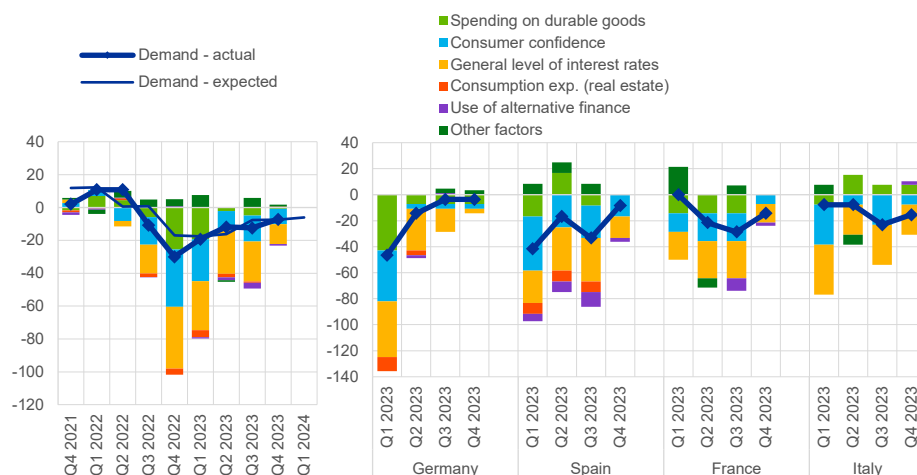 Demand - actual
Demand - expected
Spending on durable goods
Consumer confidence
General level of interest rates
Consumption exp. (real estate)
Use of alternative finance
Other factors
40
20
0
-20
-40
-60
-80
-100
-120
Q4 2021
Q1 2022
Q2 2022
Q3 2022
Q4 2022
Q1 2023
Q2 2023
Q3 2023
Q4 2023
Q1 2024
40
20
0
-20
-40
-60
-80
-100
-120
-140
Q1 2023
Q2 2023
Q3 2023
Q4 2023
Q1 2023
Q2 2023
Q3 2023
Q4 2023
Q1 2023
Q2 2023
Q3 2023
Q4 2023
Q1 2023
Q2 2023
Q3 2023
Q4 2023
Germany
Spain
France
Italy